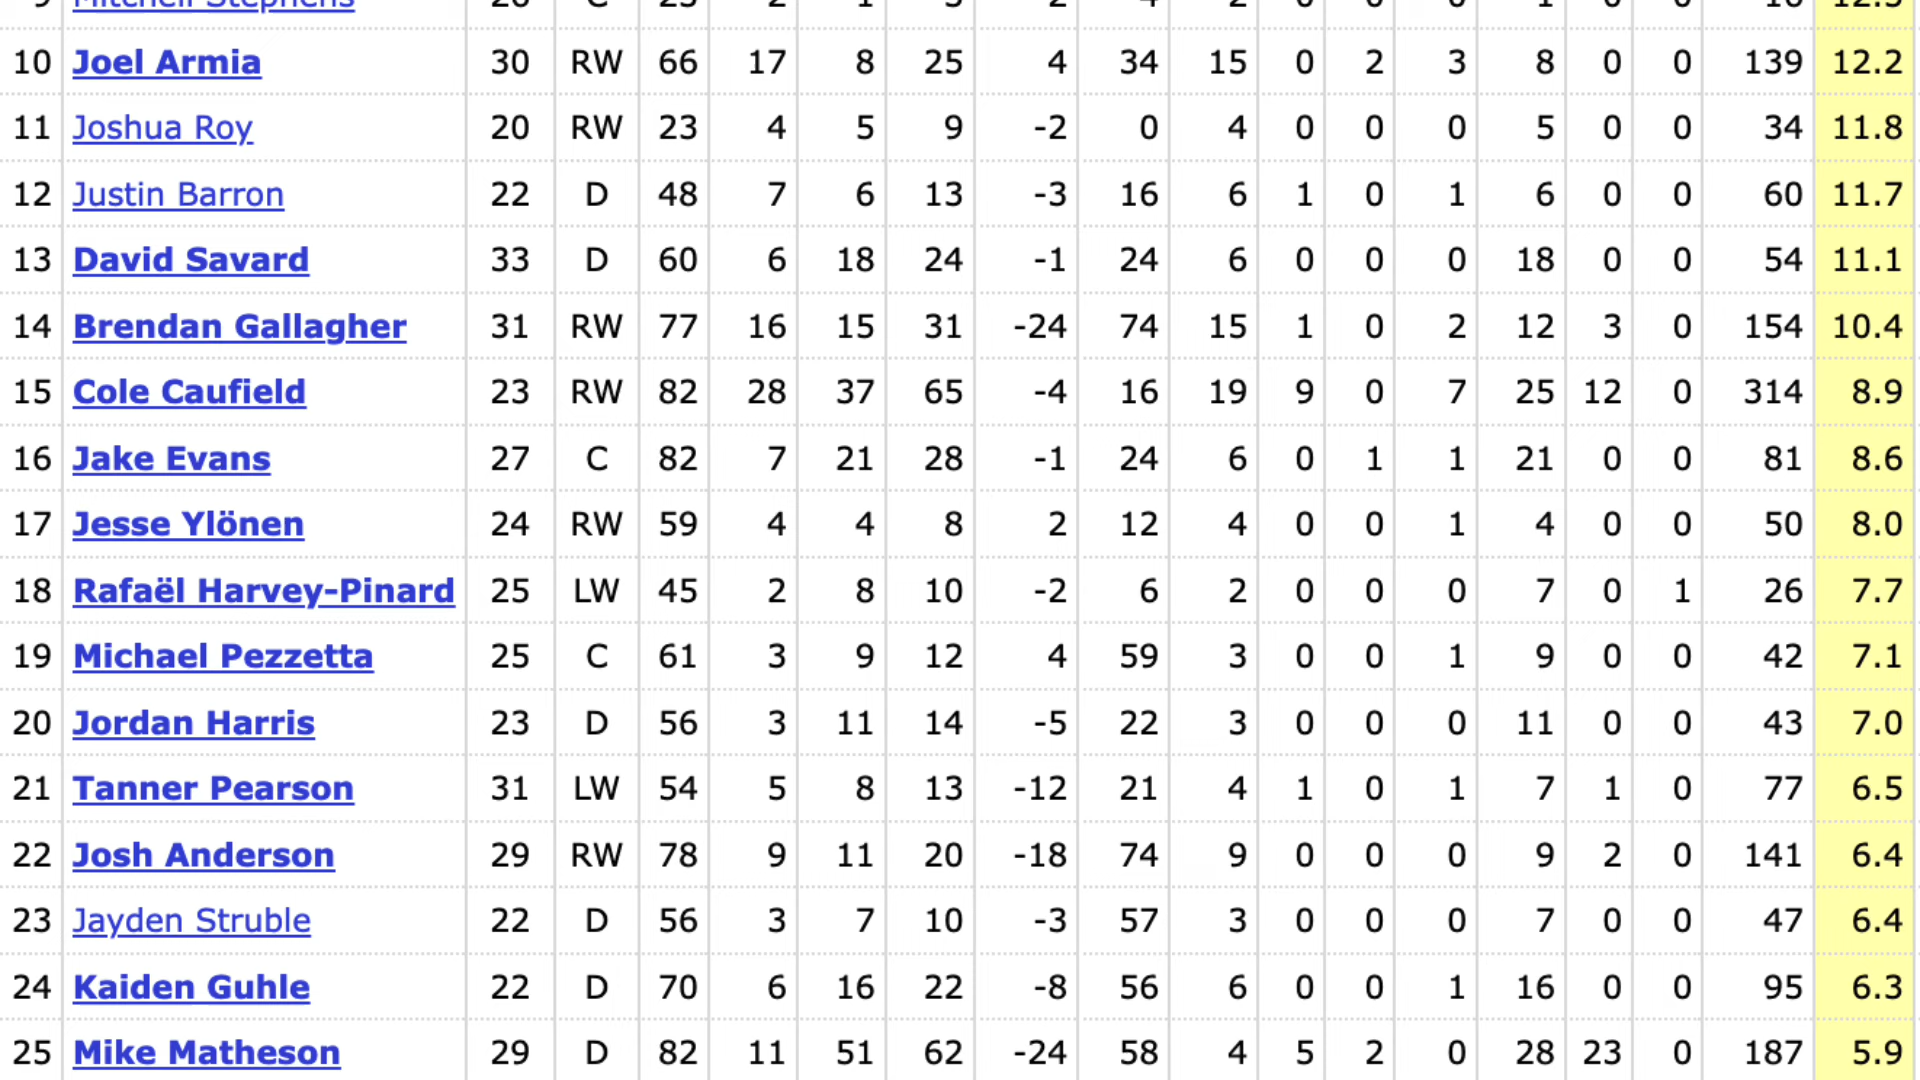 9 Mitchell Stephens 26 C 23 2 1 3 2 4 2 0 0 0 1 0 0 16 12.5
10 Joel Armia 30 RW 66 17 8 25 4 34 15 0 2 3 8 0 0 139 12.2
11 Joshua Roy 20 RW 23 4 5 9 -2 0 4 0 0 0 5 0 0 34 11.8
12 Justin Barron 22 D 48 7 6 13 -3 16 6 1 0 1 6 0 0 60 11.7
13 David Savard 33 D 60 6 18 24 -1 24 6 0 0 0 18 0 0 54 11.1
14 Brendan Gallagher 31 RW 77 16 15 31 -24 74 15 1 0 2 12 3 0 154 10.4
15 Cole Caufield 23 RW 82 28 37 65 -4 16 19 9 0 7 25 12 0 314 8.9
16 Jake Evans 27 C 82 7 21 28 -1 24 6 0 1 1 21 0 0 81 8.6
17 Jesse Ylönen 24 RW 59 4 4 8 2 12 4 0 0 1 4 0 0 50 8.0
18 Rafaël Harvey-Pinard 25 LW 45 2 8 10 -2 6 2 0 0 0 7 0 1 26 7.7
19 Michael Pezzetta 25 C 61 3 9 12 4 59 3 0 0 1 9 0 0 42 7.1
20 Jordan Harris 23 D 56 3 11 14 -5 22 3 0 0 0 11 0 0 43 7.0
21 Tanner Pearson 31 LW 54 5 8 13 -12 21 4 1 0 1 7 1 0 77 6.5
22 Josh Anderson 29 RW 78 9 11 20 -18 74 9 0 0 0 9 2 0 141 6.4
23 Jayden Struble 22 D 56 3 7 10 -3 57 3 0 0 0 7 0 0 47 6.4
24 Kaiden Guhle 22 D 70 6 16 22 -8 56 6 0 0 1 16 0 0 95 6.3
25 Mike Matheson 29 D 82 11 51 62 -24 58 4 5 2 0 28 23 0 187 5.9